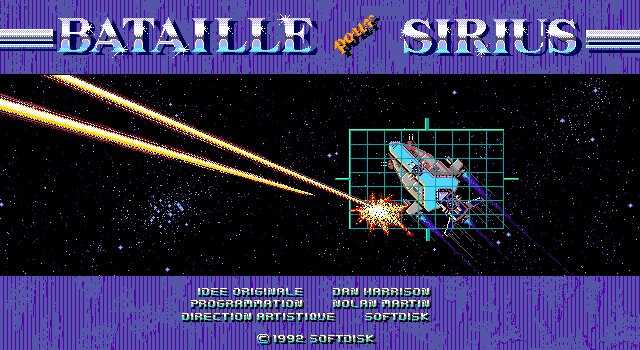 BATAILLE pour SIRIUS
IDEE ORIGINALE DAN HARRISON
PROGRAMMATION NOLAN MARTIN
DIRECTION ARTISTIQUE SOFTDISK
© 1992 SOFTDISK